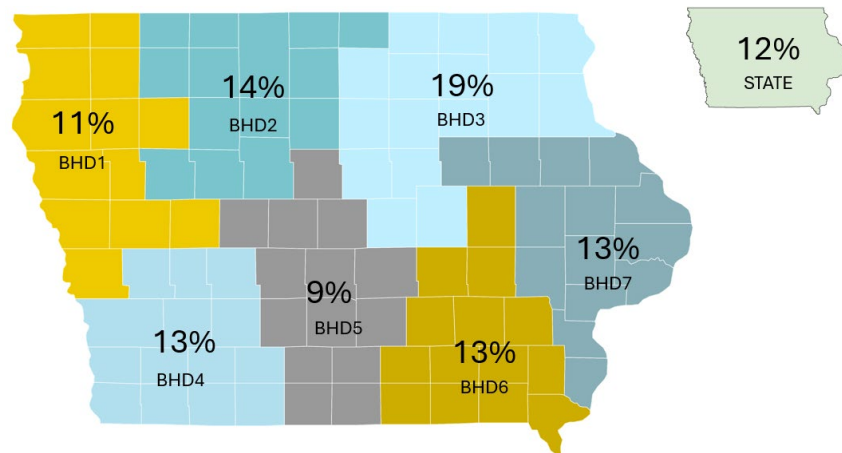 12%
STATE
14%
BHD2
19%
BHD3
11%
BHD1
13%
BHD7
9%
BHD5
13%
BHD4
13%
BHD6